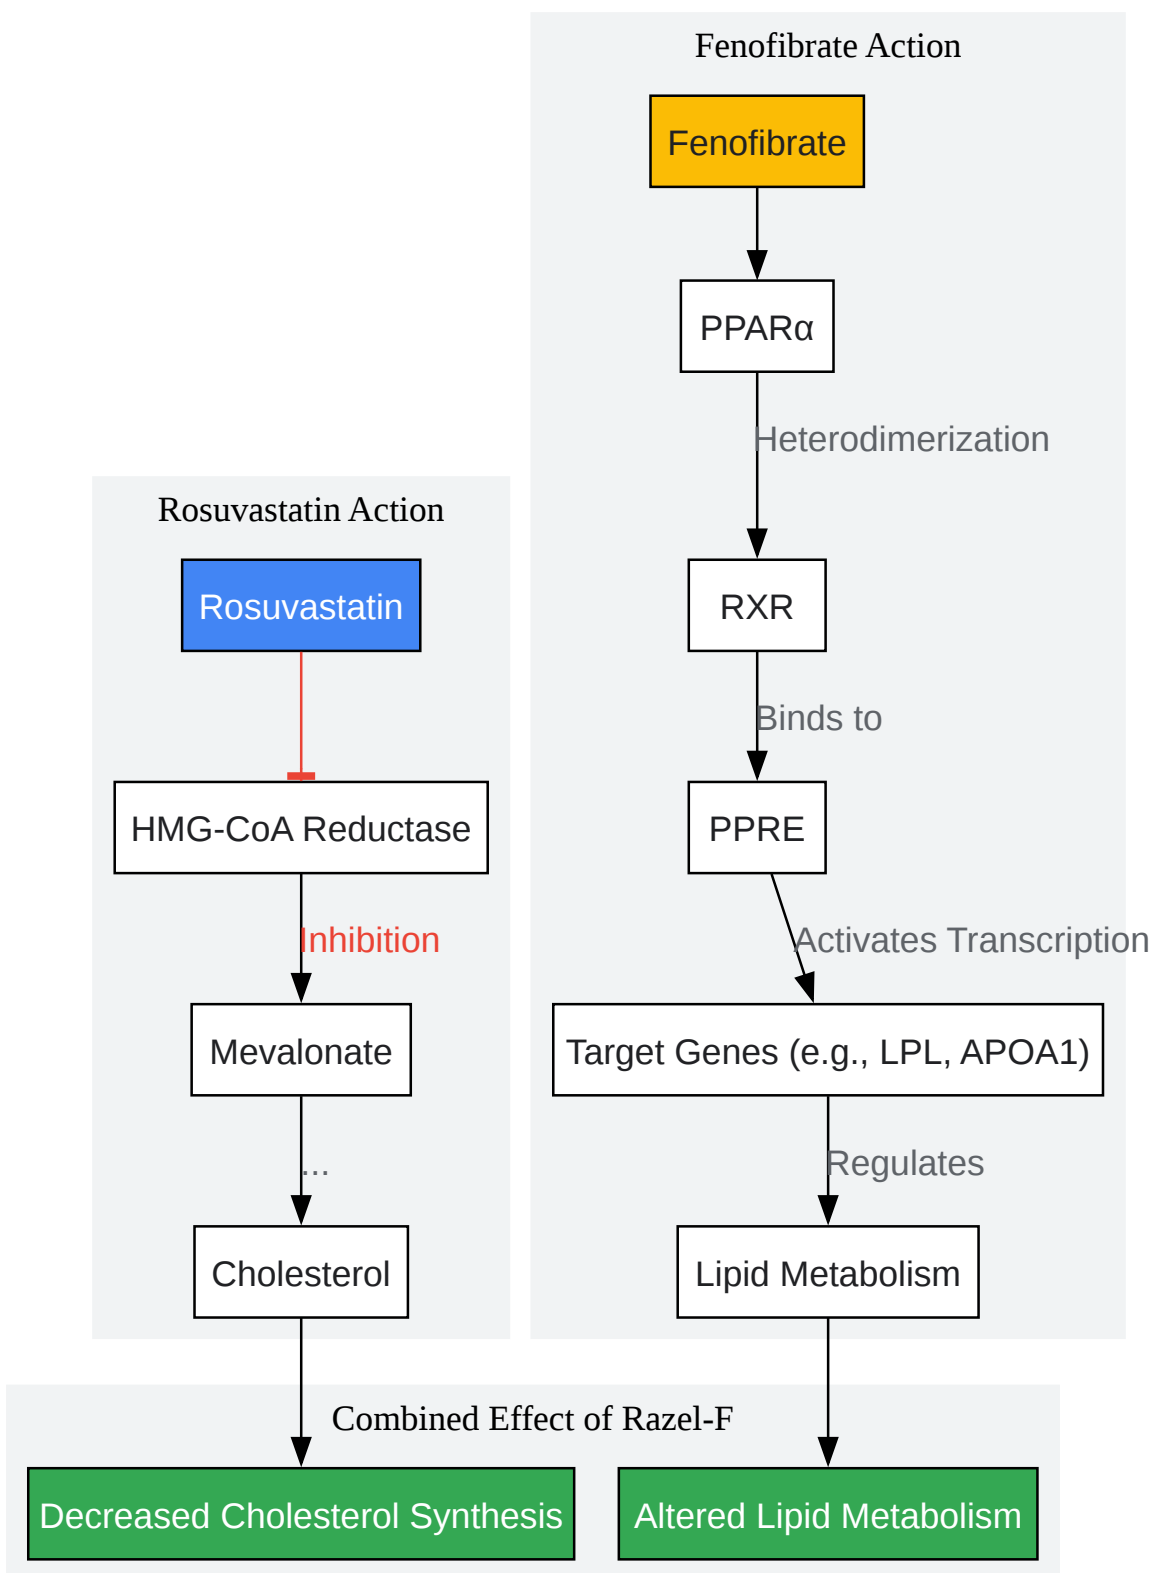 Fenofibrate Action
Fenofibrate
PPARα
Heterodimerization
RXR
Binds to
PPRE
Activates Transcription
Target Genes (e.g., LPL, APOA1)
Regulates
Lipid Metabolism
Rosuvastatin Action
Rosuvastatin
HMG-CoA Reductase
Inhibition
Mevalonate
...
Cholesterol
Combined Effect of Razel-F
Decreased Cholesterol Synthesis
Altered Lipid Metabolism